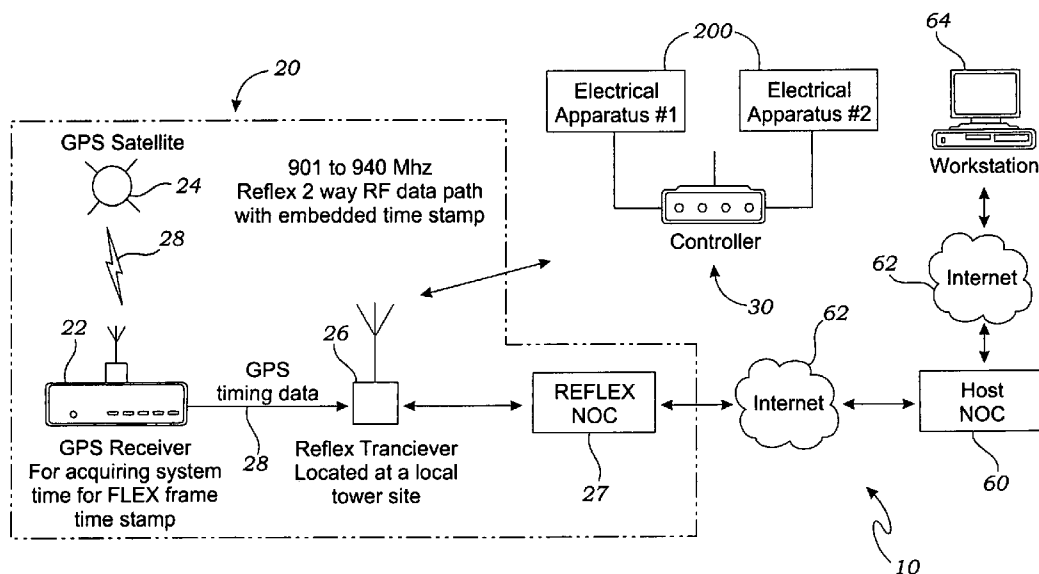 20
GPS Satellite
24
28
901 to 940 Mhz
Reflex 2 way RF data path
with embedded time stamp
200
Electrical
Apparatus #1
Electrical
Apparatus #2
Controller
30
64
Workstation
62
Internet
22
GPS
timing data
28
26
GPS Receiver
For acquiring system
time for FLEX frame
time stamp
Reflex Tranciever
Located at a local
tower site
REFLEX
NOC
27
62
Internet
Host
NOC
60
10